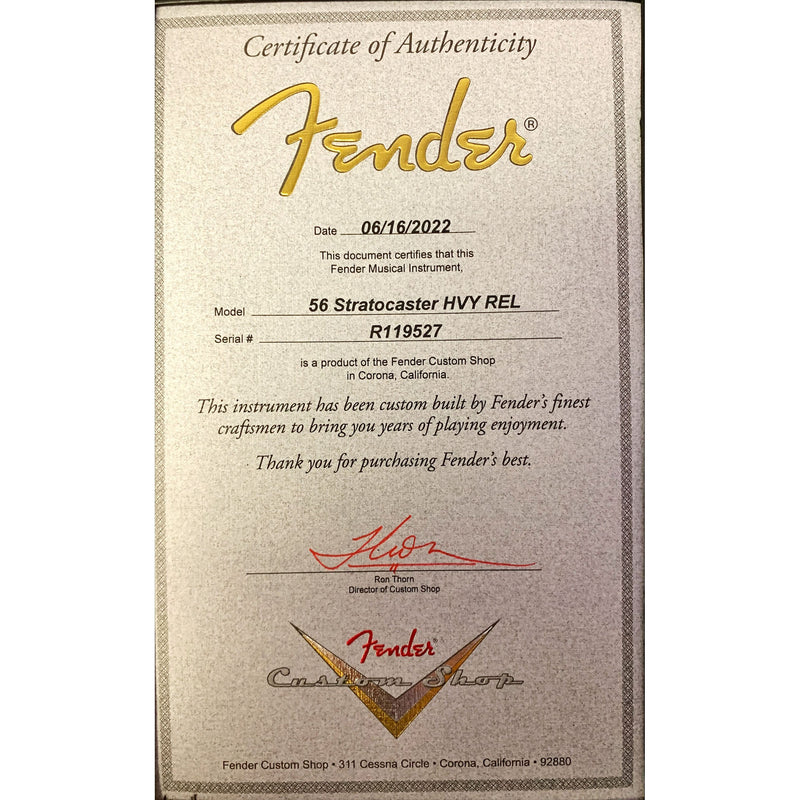 Certificate of Authenticity
Fender®
Date 06/16/2022
This document certifies that this
Fender Musical Instrument,
Model 56 Stratocaster HVY REL
Serial # R119527
is a product of the Fender Custom Shop
in Corona, California.
This instrument has been custom built by Fender's finest
craftsmen to bring you years of playing enjoyment.
Thank you for purchasing Fender's best.
Ron Thorn
Director of Custom Shop
Fender®
Custom Shop
Fender Custom Shop • 311 Cessna Circle • Corona, California • 92880